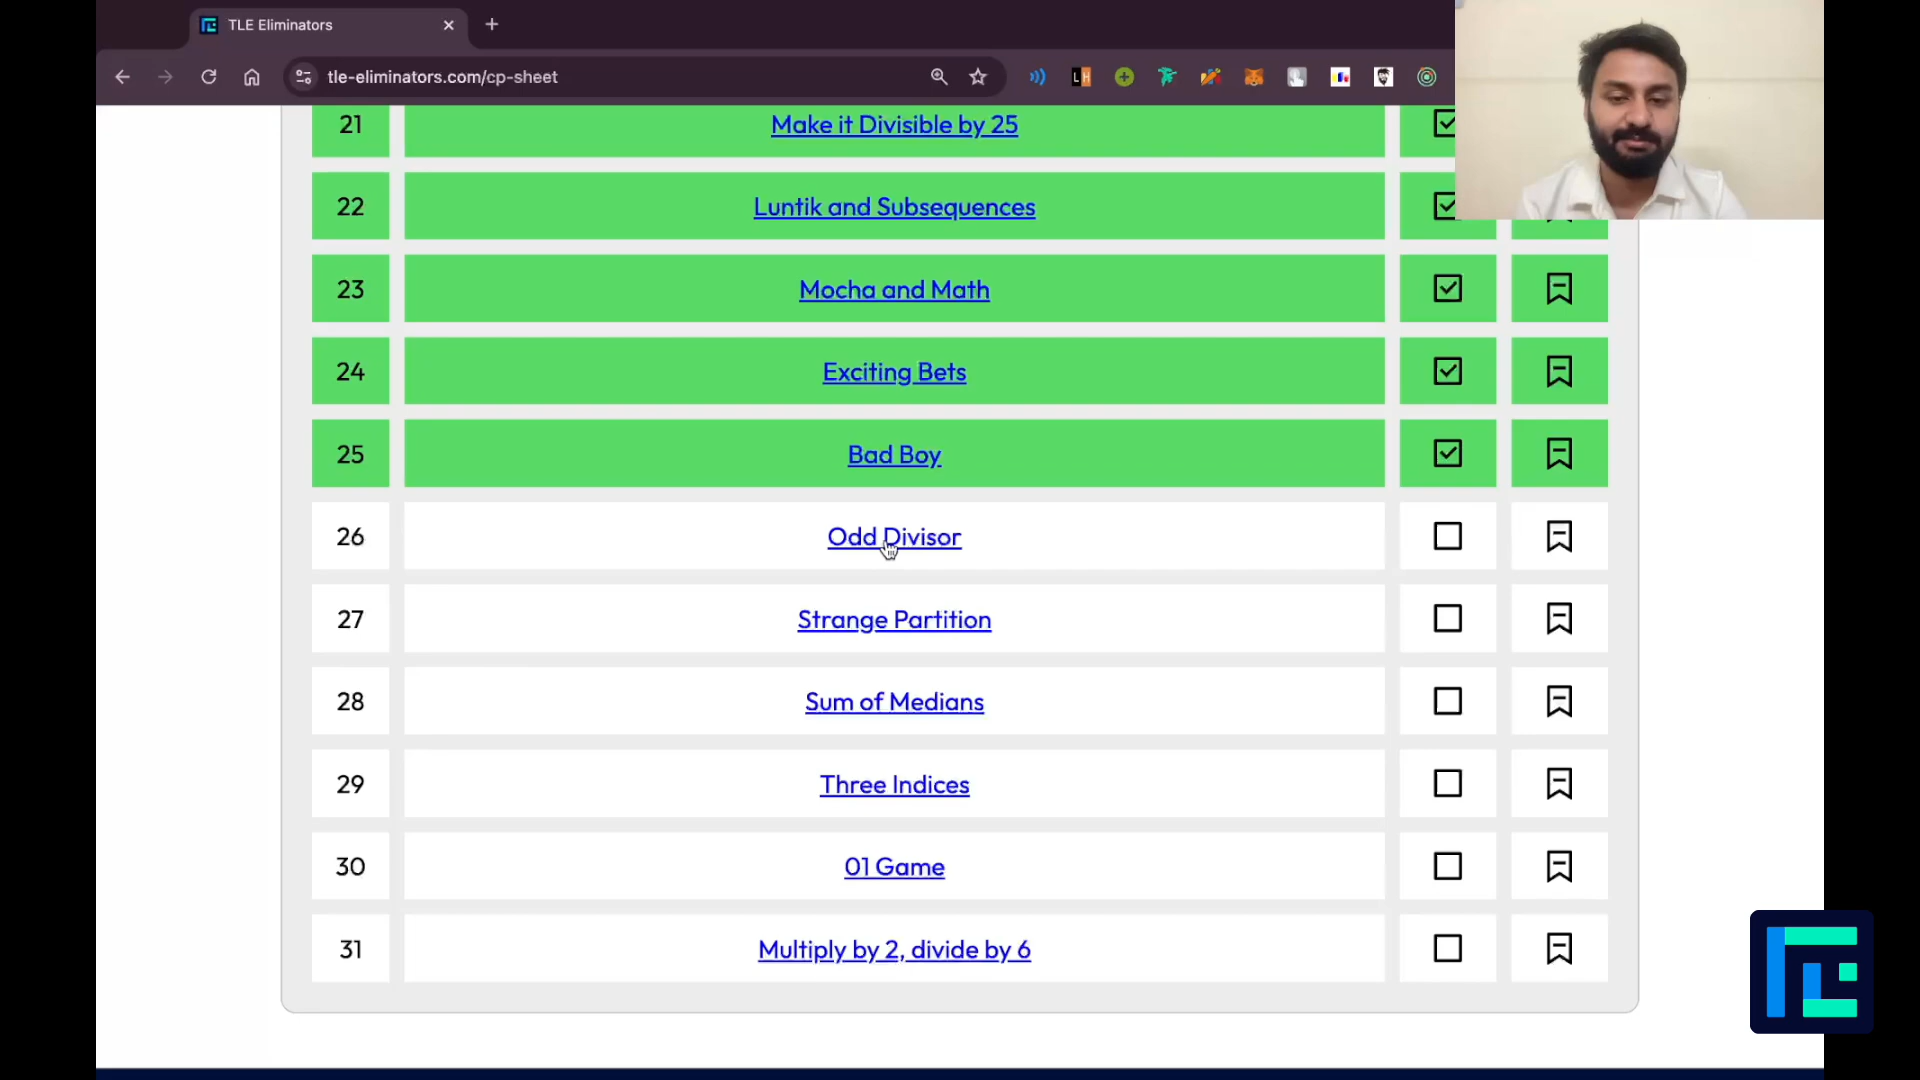 TLE Eliminators
tle-eliminators.com/cp-sheet
21 Make it Divisible by 25
22 Luntik and Subsequences
23 Mocha and Math
24 Exciting Bets
25 Bad Boy
26 Odd Divisor
27 Strange Partition
28 Sum of Medians
29 Three Indices
30 01 Game
31 Multiply by 2, divide by 6